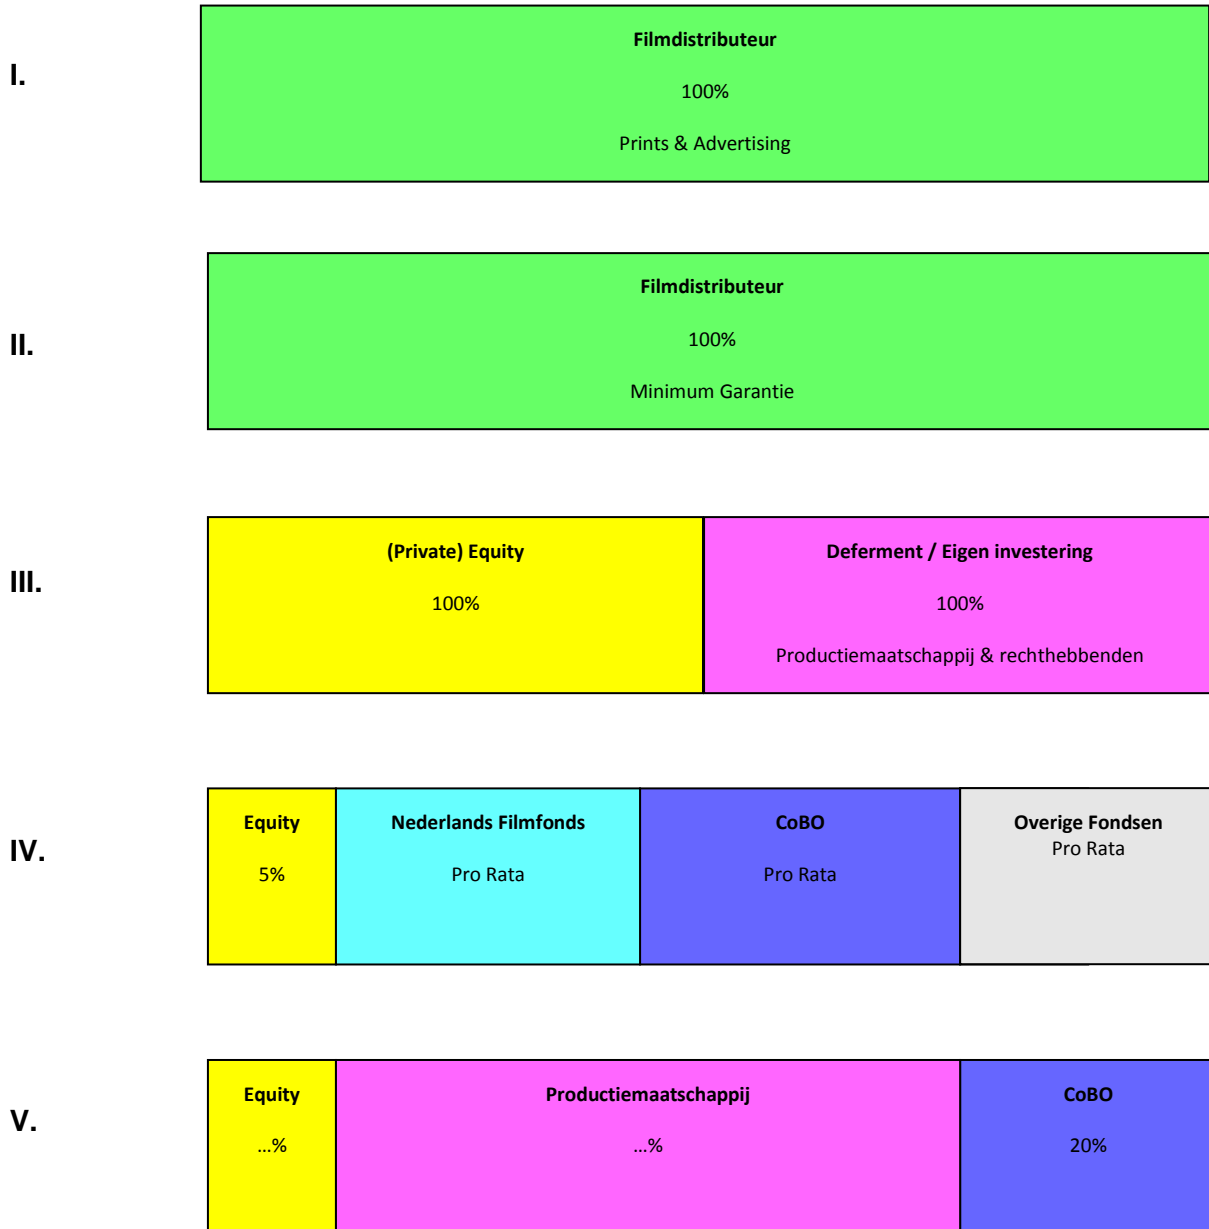 I.
Filmdistributeur
100%
Prints & Advertising
II.
Filmdistributeur
100%
Minimum Garantie
III.
(Private) Equity
100%
Deferment / Eigen investering
100%
Productiemaatschappij & rechthebbenden
IV.
Equity
5%
Nederlands Filmfonds
Pro Rata
CoBO
Pro Rata
Overige Fondsen
Pro Rata
V.
Equity
...%
Productiemaatschappij
...%
CoBO
20%